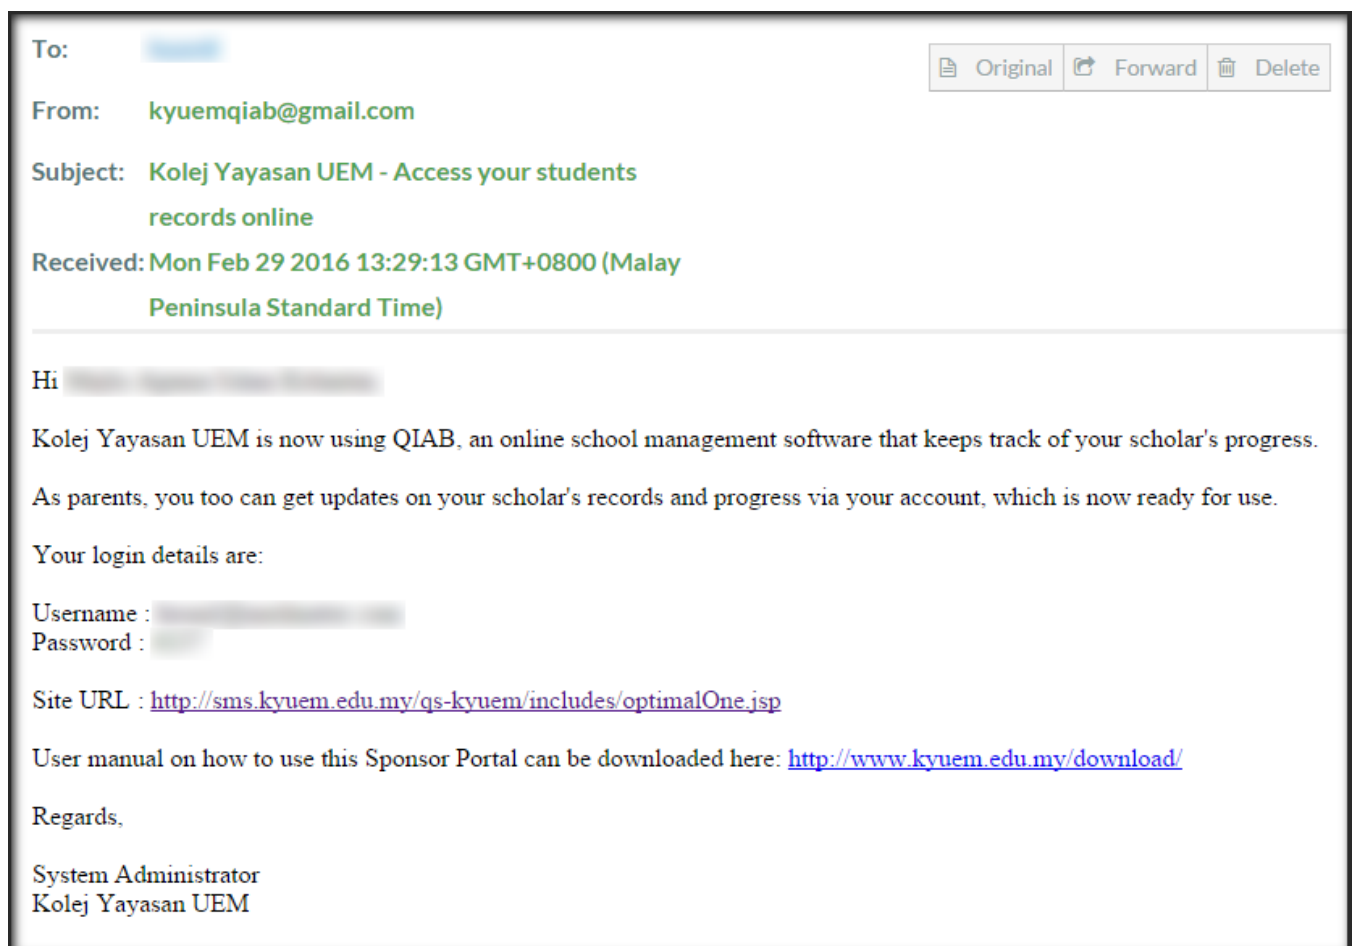 To:
Original Forward Delete
From: kyuemqiab@gmail.com
Subject: Kolej Yayasan UEM - Access your students
records online
Received: Mon Feb 29 2016 13:29:13 GMT+0800 (Malay
Peninsula Standard Time)
Hi
Kolej Yayasan UEM is now using QIAB, an online school management software that keeps track of your scholar's progress.
As parents, you too can get updates on your scholar's records and progress via your account, which is now ready for use.
Your login details are:
Username :
Password :
Site URL : http://sms.kyuem.edu.my/qs-kyuem/includes/optimalOne.jsp
User manual on how to use this Sponsor Portal can be downloaded here: http://www.kyuem.edu.my/download/
Regards,
System Administrator
Kolej Yayasan UEM